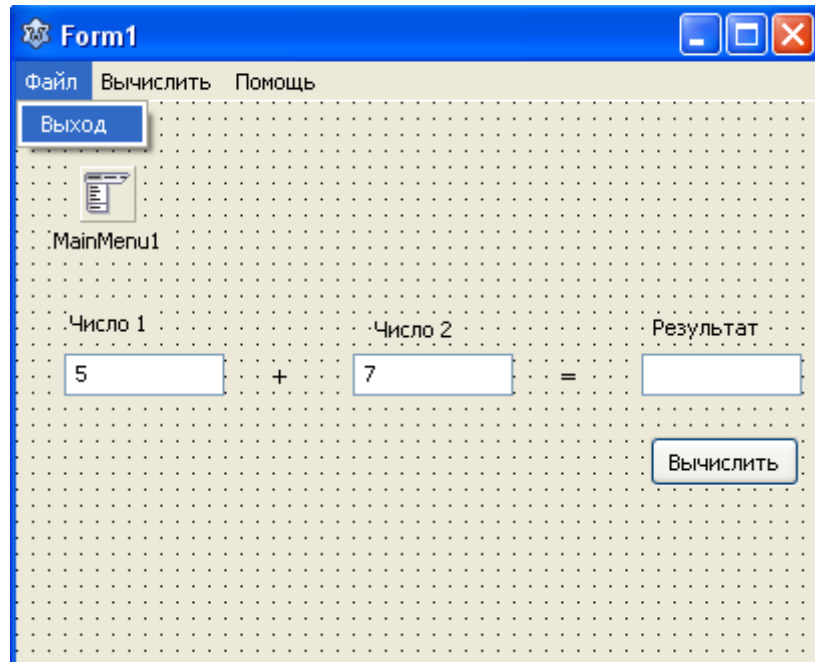 Form1
Файл Вычислить Помощь
Выход
MainMenu1
Число 1 Число 2 Результат
5 + 7 =
Вычислить